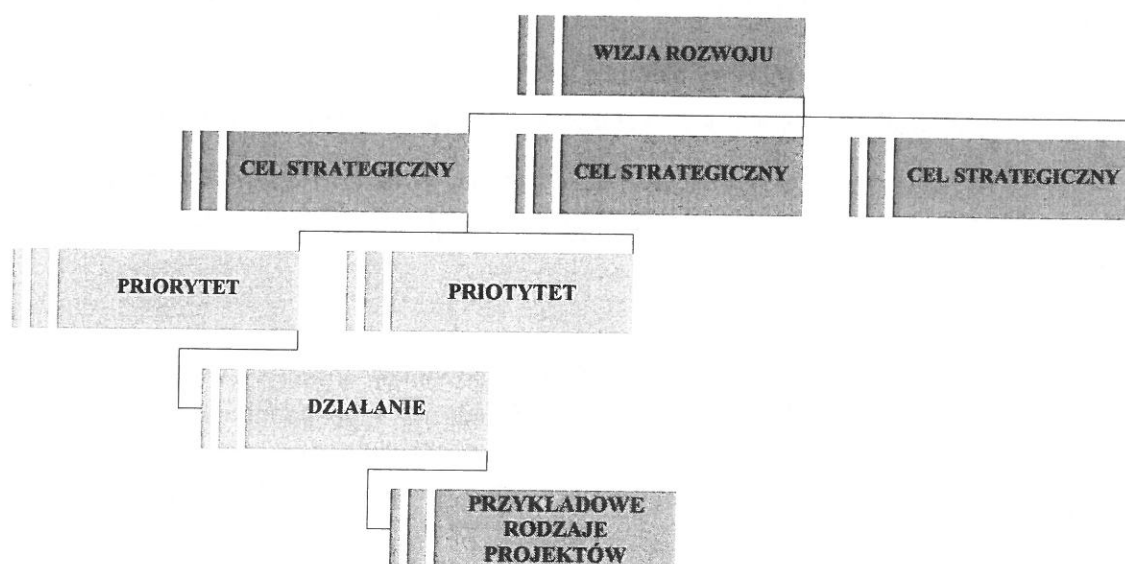 WIZJA ROZWOJU
CEL STRATEGICZNY
CEL STRATEGICZNY
CEL STRATEGICZNY
PRIORYTET
PRIOTYTET
DZIAŁANIE
PRZYKŁADOWE
RODZAJE
PROJEKTÓW